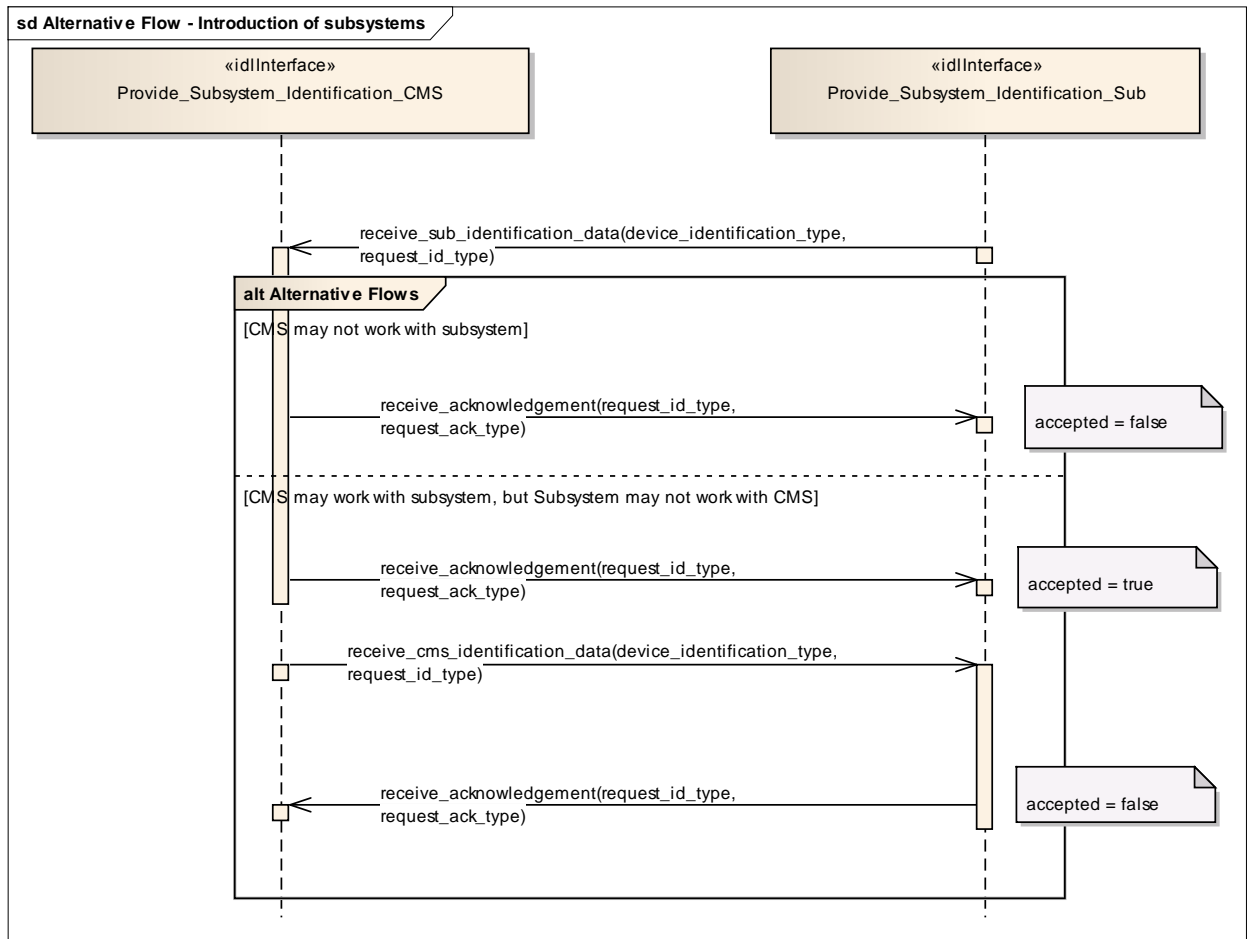 sd Alternative Flow - Introduction of subsystems
«idlInterface»
Provide_Subsystem_Identification_CMS
«idlInterface»
Provide_Subsystem_Identification_Sub
receive_sub_identification_data(device_identification_type,
request_id_type)
alt Alternative Flows
[CMS may not work with subsystem]
receive_acknowledgement(request_id_type,
request_ack_type)
accepted = false
[CMS may work with subsystem, but Subsystem may not work with CMS]
receive_acknowledgement(request_id_type,
request_ack_type)
accepted = true
receive_cms_identification_data(device_identification_type,
request_id_type)
receive_acknowledgement(request_id_type,
request_ack_type)
accepted = false